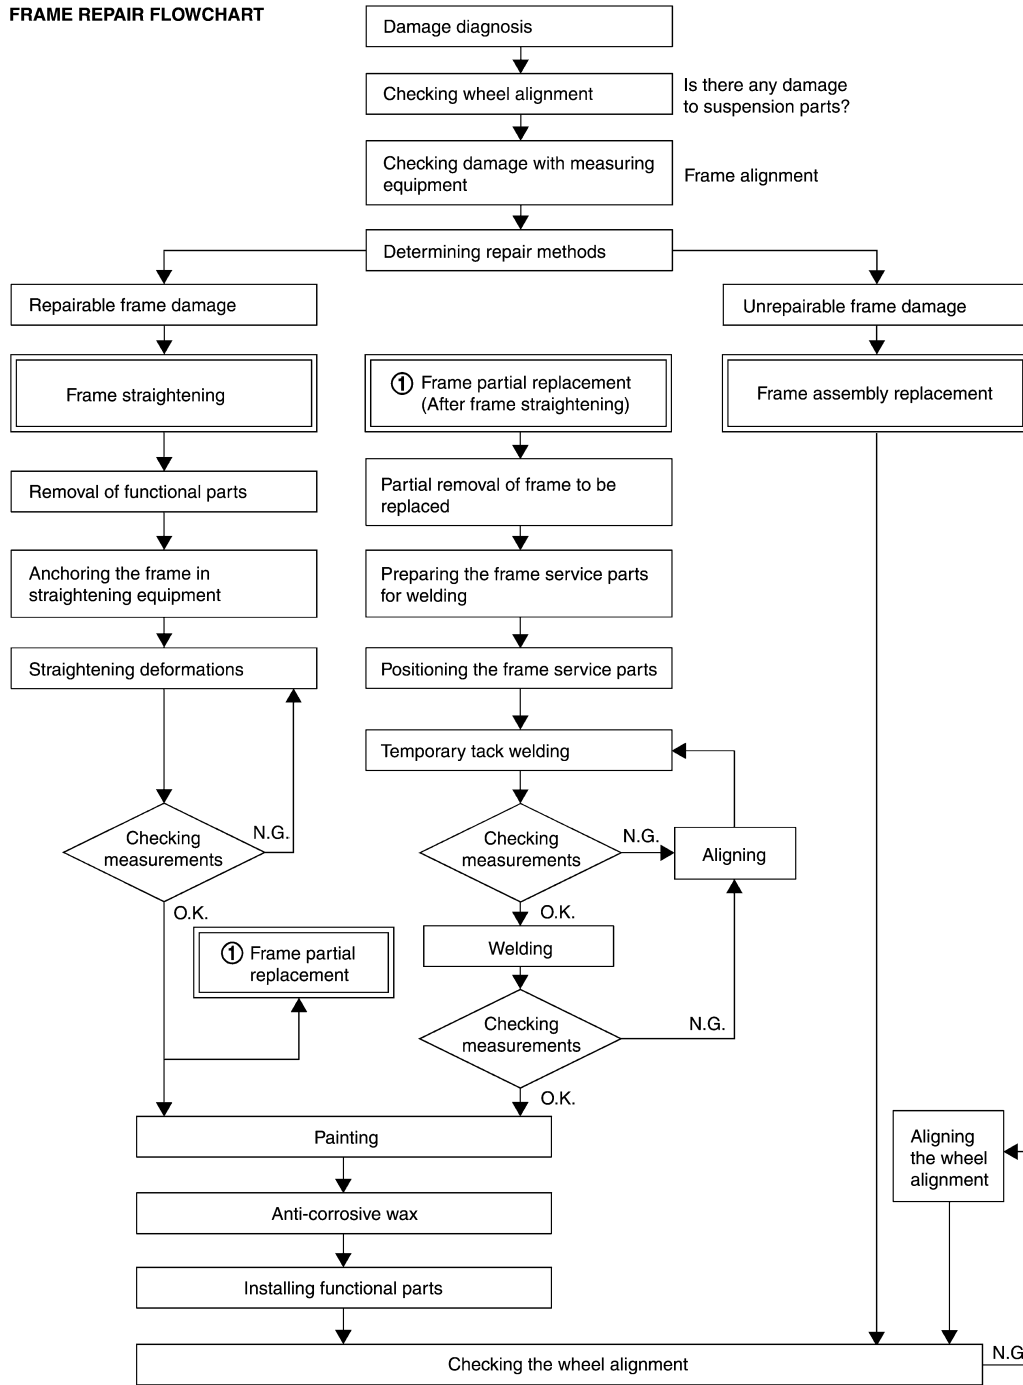 FRAME REPAIR FLOWCHART
Damage diagnosis
Checking wheel alignment
Is there any damage
to suspension parts?
Checking damage with measuring
equipment
Frame alignment
Determining repair methods
Repairable frame damage
Unrepairable frame damage
Frame straightening
① Frame partial replacement
(After frame straightening)
Frame assembly replacement
Removal of functional parts
Partial removal of frame to be
replaced
Anchoring the frame in
straightening equipment
Preparing the frame service parts
for welding
Straightening deformations
Positioning the frame service parts
Temporary tack welding
Checking
measurements
N.G.
O.K.
Checking
measurements
N.G.
Aligning
O.K.
① Frame partial
replacement
Welding
Checking
measurements
N.G.
O.K.
Painting
Aligning
the wheel
alignment
Anti-corrosive wax
Installing functional parts
Checking the wheel alignment
N.G